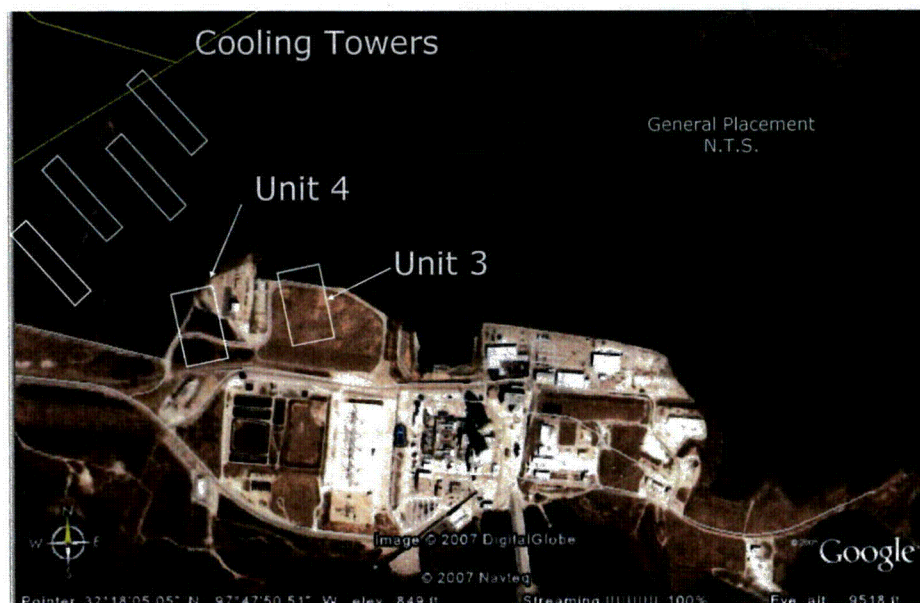 Cooling Towers
General Placement
N.T.S.
Unit 4
Unit 3
N
W E
Image © 2007 DigitalGlobe
© 2007 Navteq
© 2007 Google
Pointer 32°18'05.05" N 97°47'50.51" W elev 849 ft Streaming 100% Eye alt 9518 ft